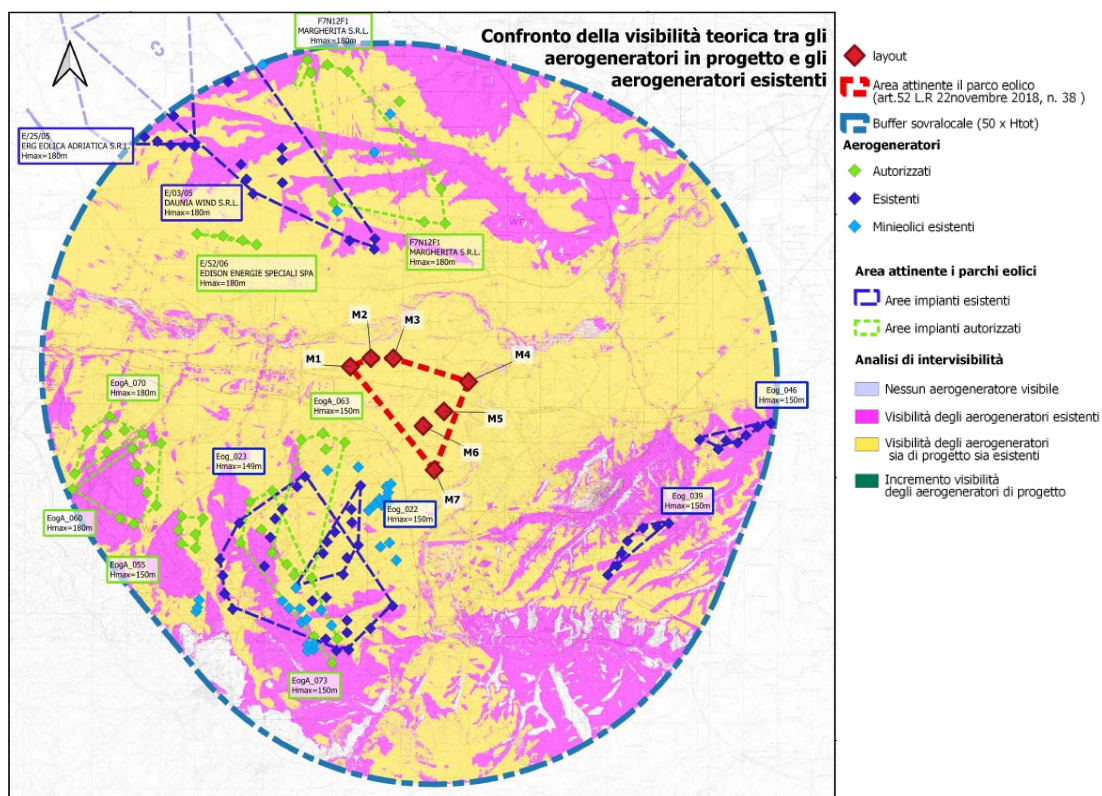 Confronto della visibilità teorica tra gli
aerogeneratori in progetto e gli
aerogeneratori esistenti
F7N12F1
MARGHERITA S.R.L.
Hmax=180m
E/25/05
ERG EOLICA ADRIATICA S.R.L.
Hmax=180m
E/03/05
DAUNIA WIND S.R.L.
Hmax=180m
E/52/06
EDISON ENERGIE SPECIALI SPA
Hmax=180m
F7N12F1
MARGHERITA S.R.L.
Hmax=180m
M1
M2
M3
M4
M5
M6
M7
EogA_070
Hmax=180m
EogA_063
Hmax=150m
Eog_046
Hmax=150m
Eog_023
Hmax=149m
Eog_022
Hmax=150m
Eog_039
Hmax=150m
EogA_060
Hmax=180m
EogA_055
Hmax=150m
EogA_073
Hmax=150m
layout
Area attinente il parco eolico
(art.52 L.R 22novembre 2018, n. 38 )
Buffer sovralocale (50 x Htot)
Aerogeneratori
Autorizzati
Esistenti
Minieolici esistenti
Area attinente i parchi eolici
Aree impianti esistenti
Aree impianti autorizzati
Analisi di intervisibilità
Nessun aerogeneratore visibile
Visibilità degli aerogeneratori esistenti
Visibilità degli aerogeneratori
sia di progetto sia esistenti
Incremento visibilità
degli aerogeneratori di progetto